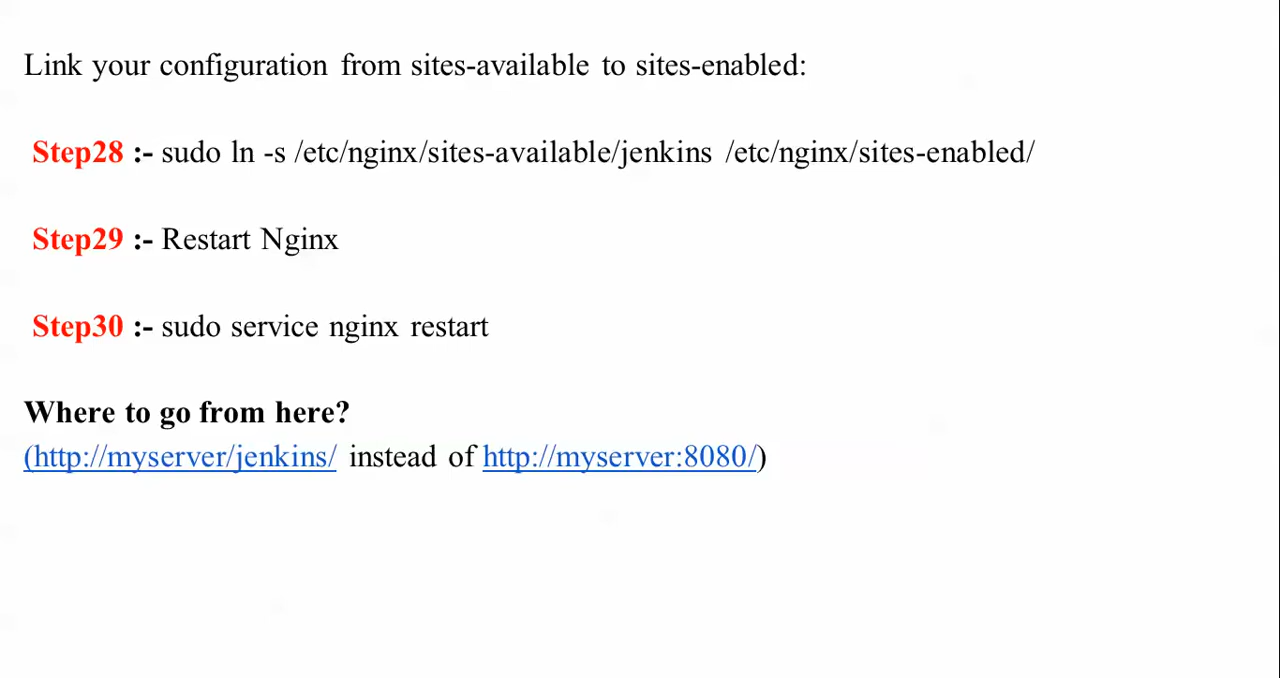 Link your configuration from sites-available to sites-enabled:
Step28 :- sudo ln -s /etc/nginx/sites-available/jenkins /etc/nginx/sites-enabled/
Step29 :- Restart Nginx
Step30 :- sudo service nginx restart
Where to go from here?
(http://myserver/jenkins/ instead of http://myserver:8080/)